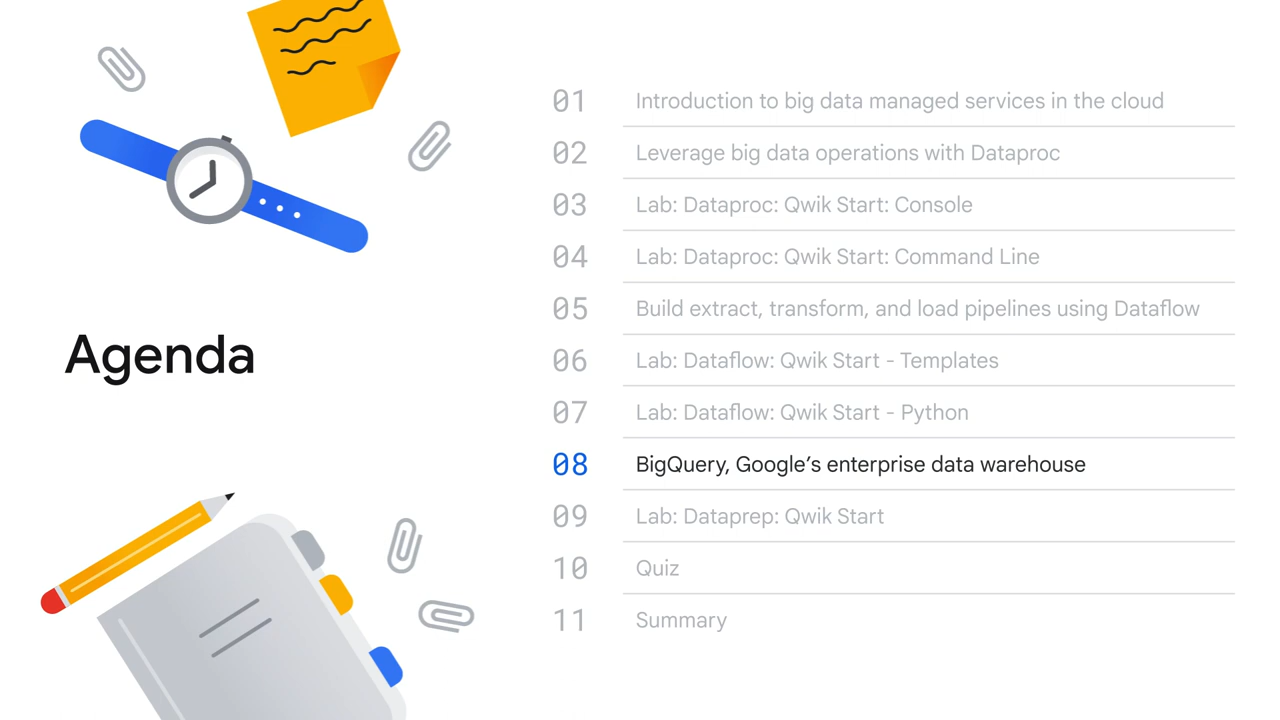 Agenda
01 Introduction to big data managed services in the cloud
02 Leverage big data operations with Dataproc
03 Lab: Dataproc: Qwik Start: Console
04 Lab: Dataproc: Qwik Start: Command Line
05 Build extract, transform, and load pipelines using Dataflow
06 Lab: Dataflow: Qwik Start - Templates
07 Lab: Dataflow: Qwik Start - Python
08 BigQuery, Google’s enterprise data warehouse
09 Lab: Dataprep: Qwik Start
10 Quiz
11 Summary